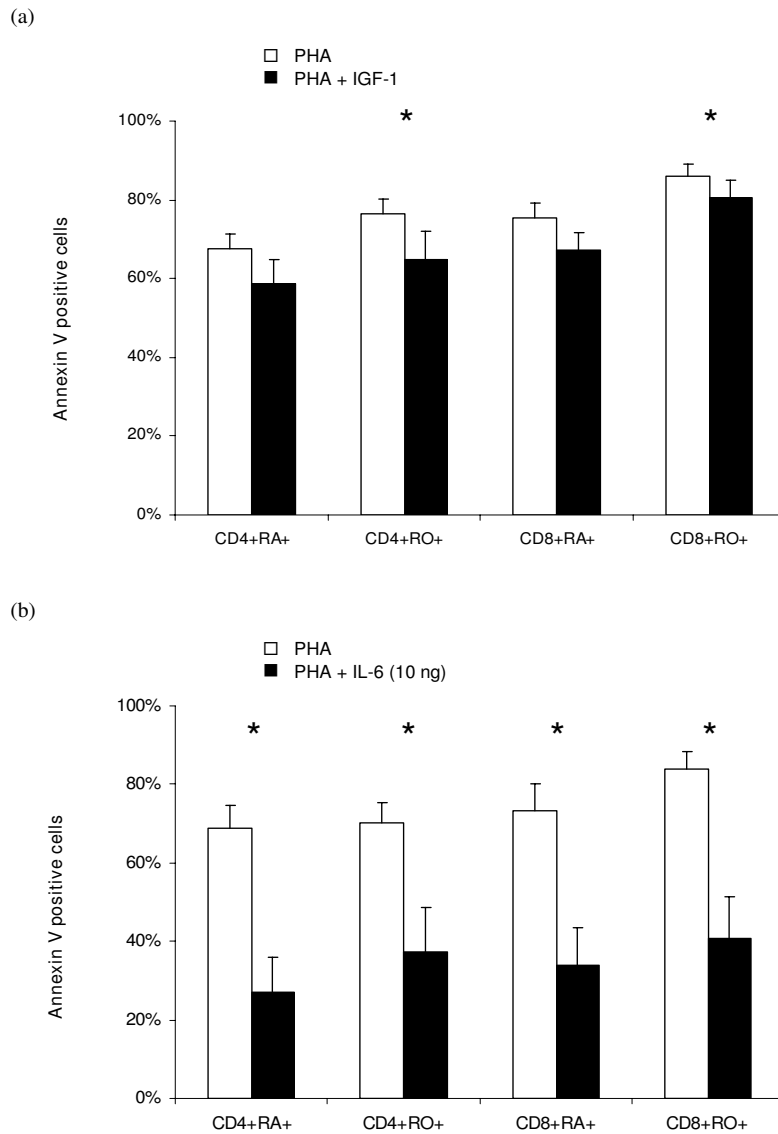 (a)
PHA
PHA + IGF-1
* *
100%
80%
60%
40%
20%
0%
Annexin V positive cells
CD4+RA+ CD4+RO+ CD8+RA+ CD8+RO+
(b)
PHA
PHA + IL-6 (10 ng)
* * * *
100%
80%
60%
40%
20%
0%
Annexin V positive cells
CD4+RA+ CD4+RO+ CD8+RA+ CD8+RO+